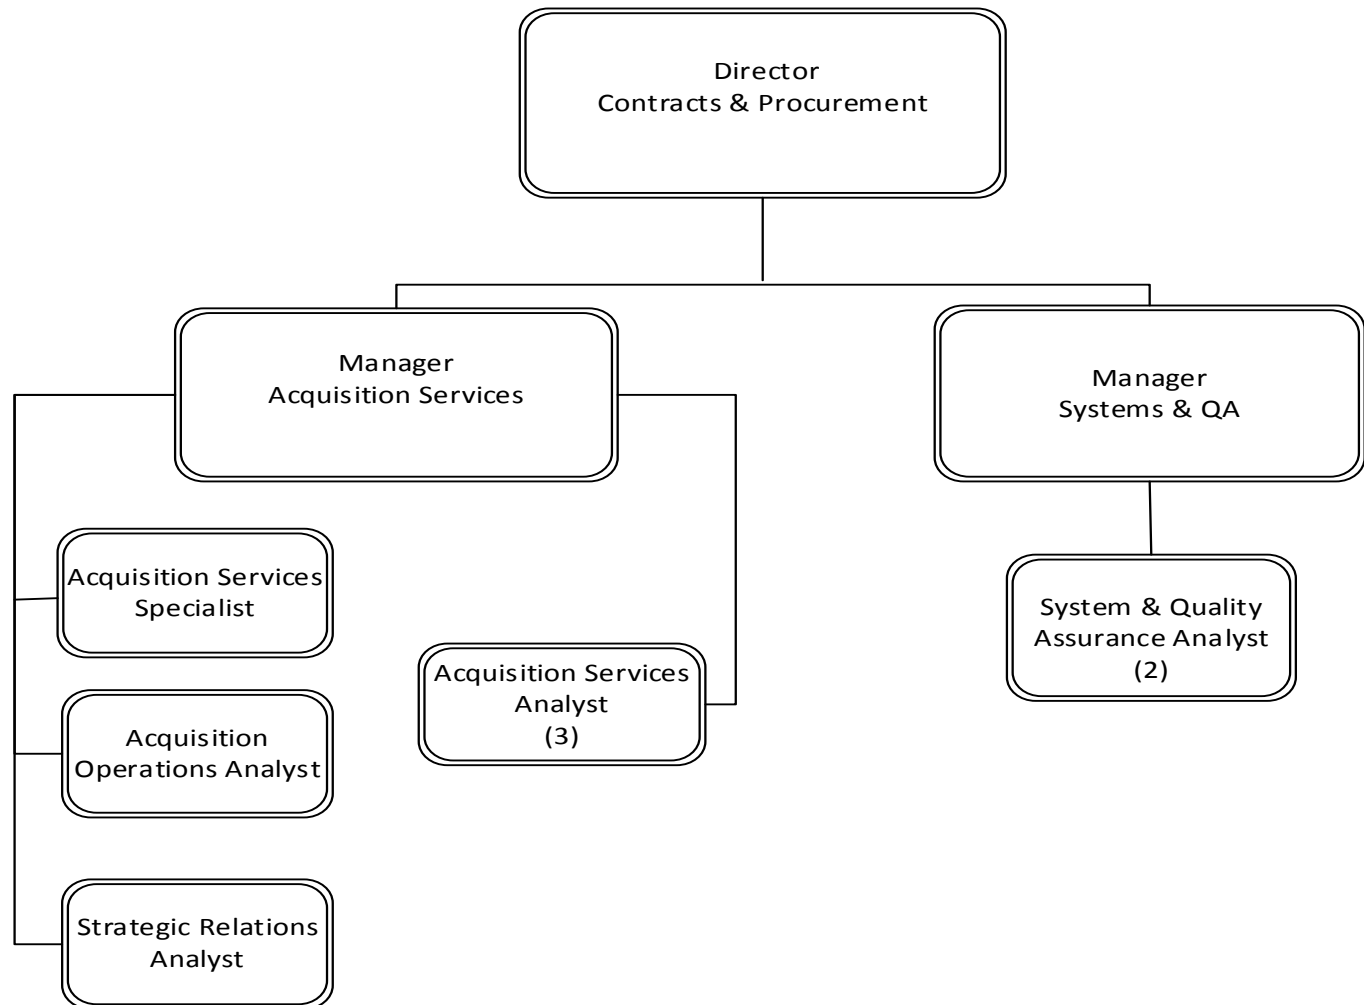 Director
Contracts & Procurement
Manager
Acquisition Services
Manager
Systems & QA
Acquisition Services
Specialist
Acquisition Services
Analyst
(3)
System & Quality
Assurance Analyst
(2)
Acquisition
Operations Analyst
Strategic Relations
Analyst